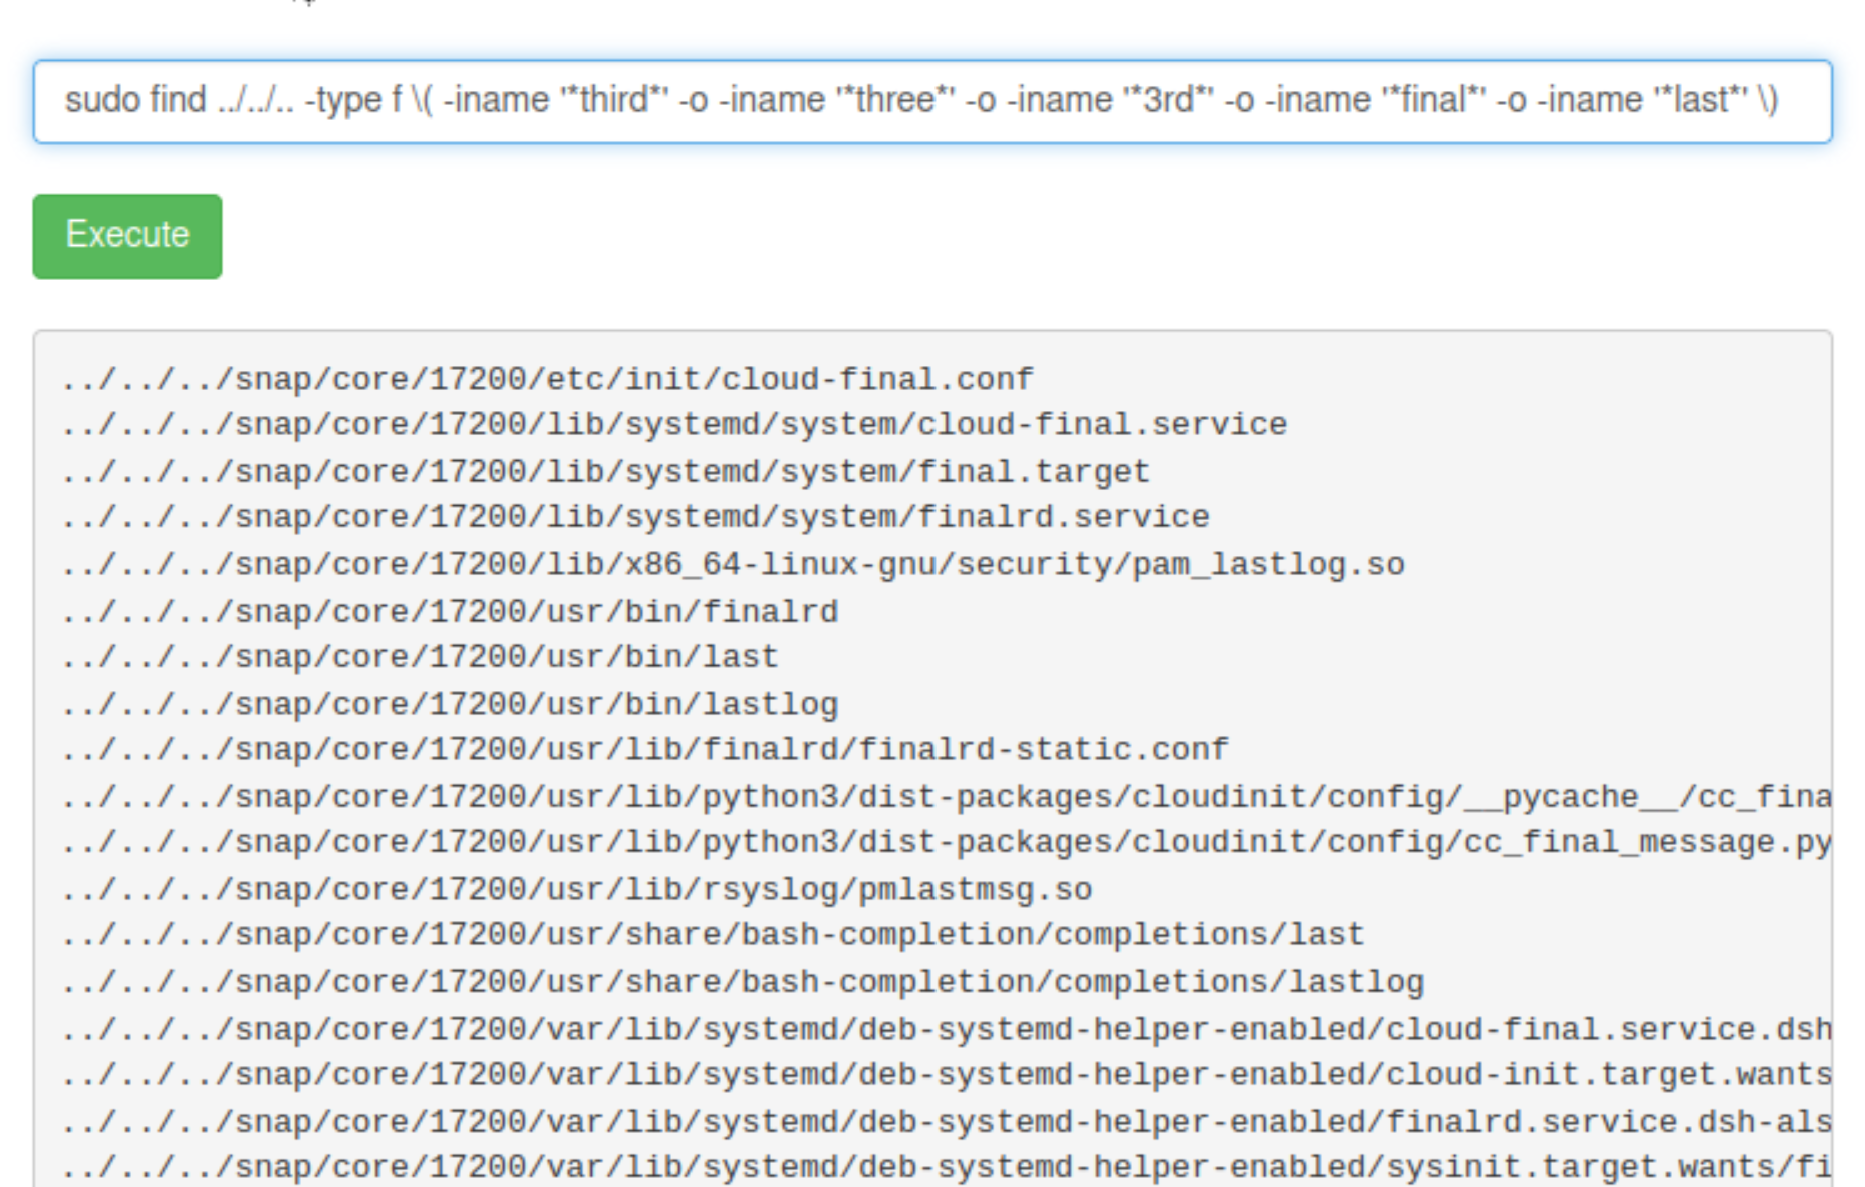 sudo find ../../.. -type f \( -iname '*third*' -o -iname '*three*' -o -iname '*3rd*' -o -iname '*final*' -o -iname '*last*' \)
Execute
../../../snap/core/17200/etc/init/cloud-final.conf
../../../snap/core/17200/lib/systemd/system/cloud-final.service
../../../snap/core/17200/lib/systemd/system/final.target
../../../snap/core/17200/lib/systemd/system/finalrd.service
../../../snap/core/17200/lib/x86_64-linux-gnu/security/pam_lastlog.so
../../../snap/core/17200/usr/bin/finalrd
../../../snap/core/17200/usr/bin/last
../../../snap/core/17200/usr/bin/lastlog
../../../snap/core/17200/usr/lib/finalrd/finalrd-static.conf
../../../snap/core/17200/usr/lib/python3/dist-packages/cloudinit/config/__pycache__/cc_fina
../../../snap/core/17200/usr/lib/python3/dist-packages/cloudinit/config/cc_final_message.py
../../../snap/core/17200/usr/lib/rsyslog/pmlastmsg.so
../../../snap/core/17200/usr/share/bash-completion/completions/last
../../../snap/core/17200/usr/share/bash-completion/completions/lastlog
../../../snap/core/17200/var/lib/systemd/deb-systemd-helper-enabled/cloud-final.service.dsh
../../../snap/core/17200/var/lib/systemd/deb-systemd-helper-enabled/cloud-init.target.wants
../../../snap/core/17200/var/lib/systemd/deb-systemd-helper-enabled/finalrd.service.dsh-als
../../../snap/core/17200/var/lib/systemd/deb-systemd-helper-enabled/sysinit.target.wants/fi